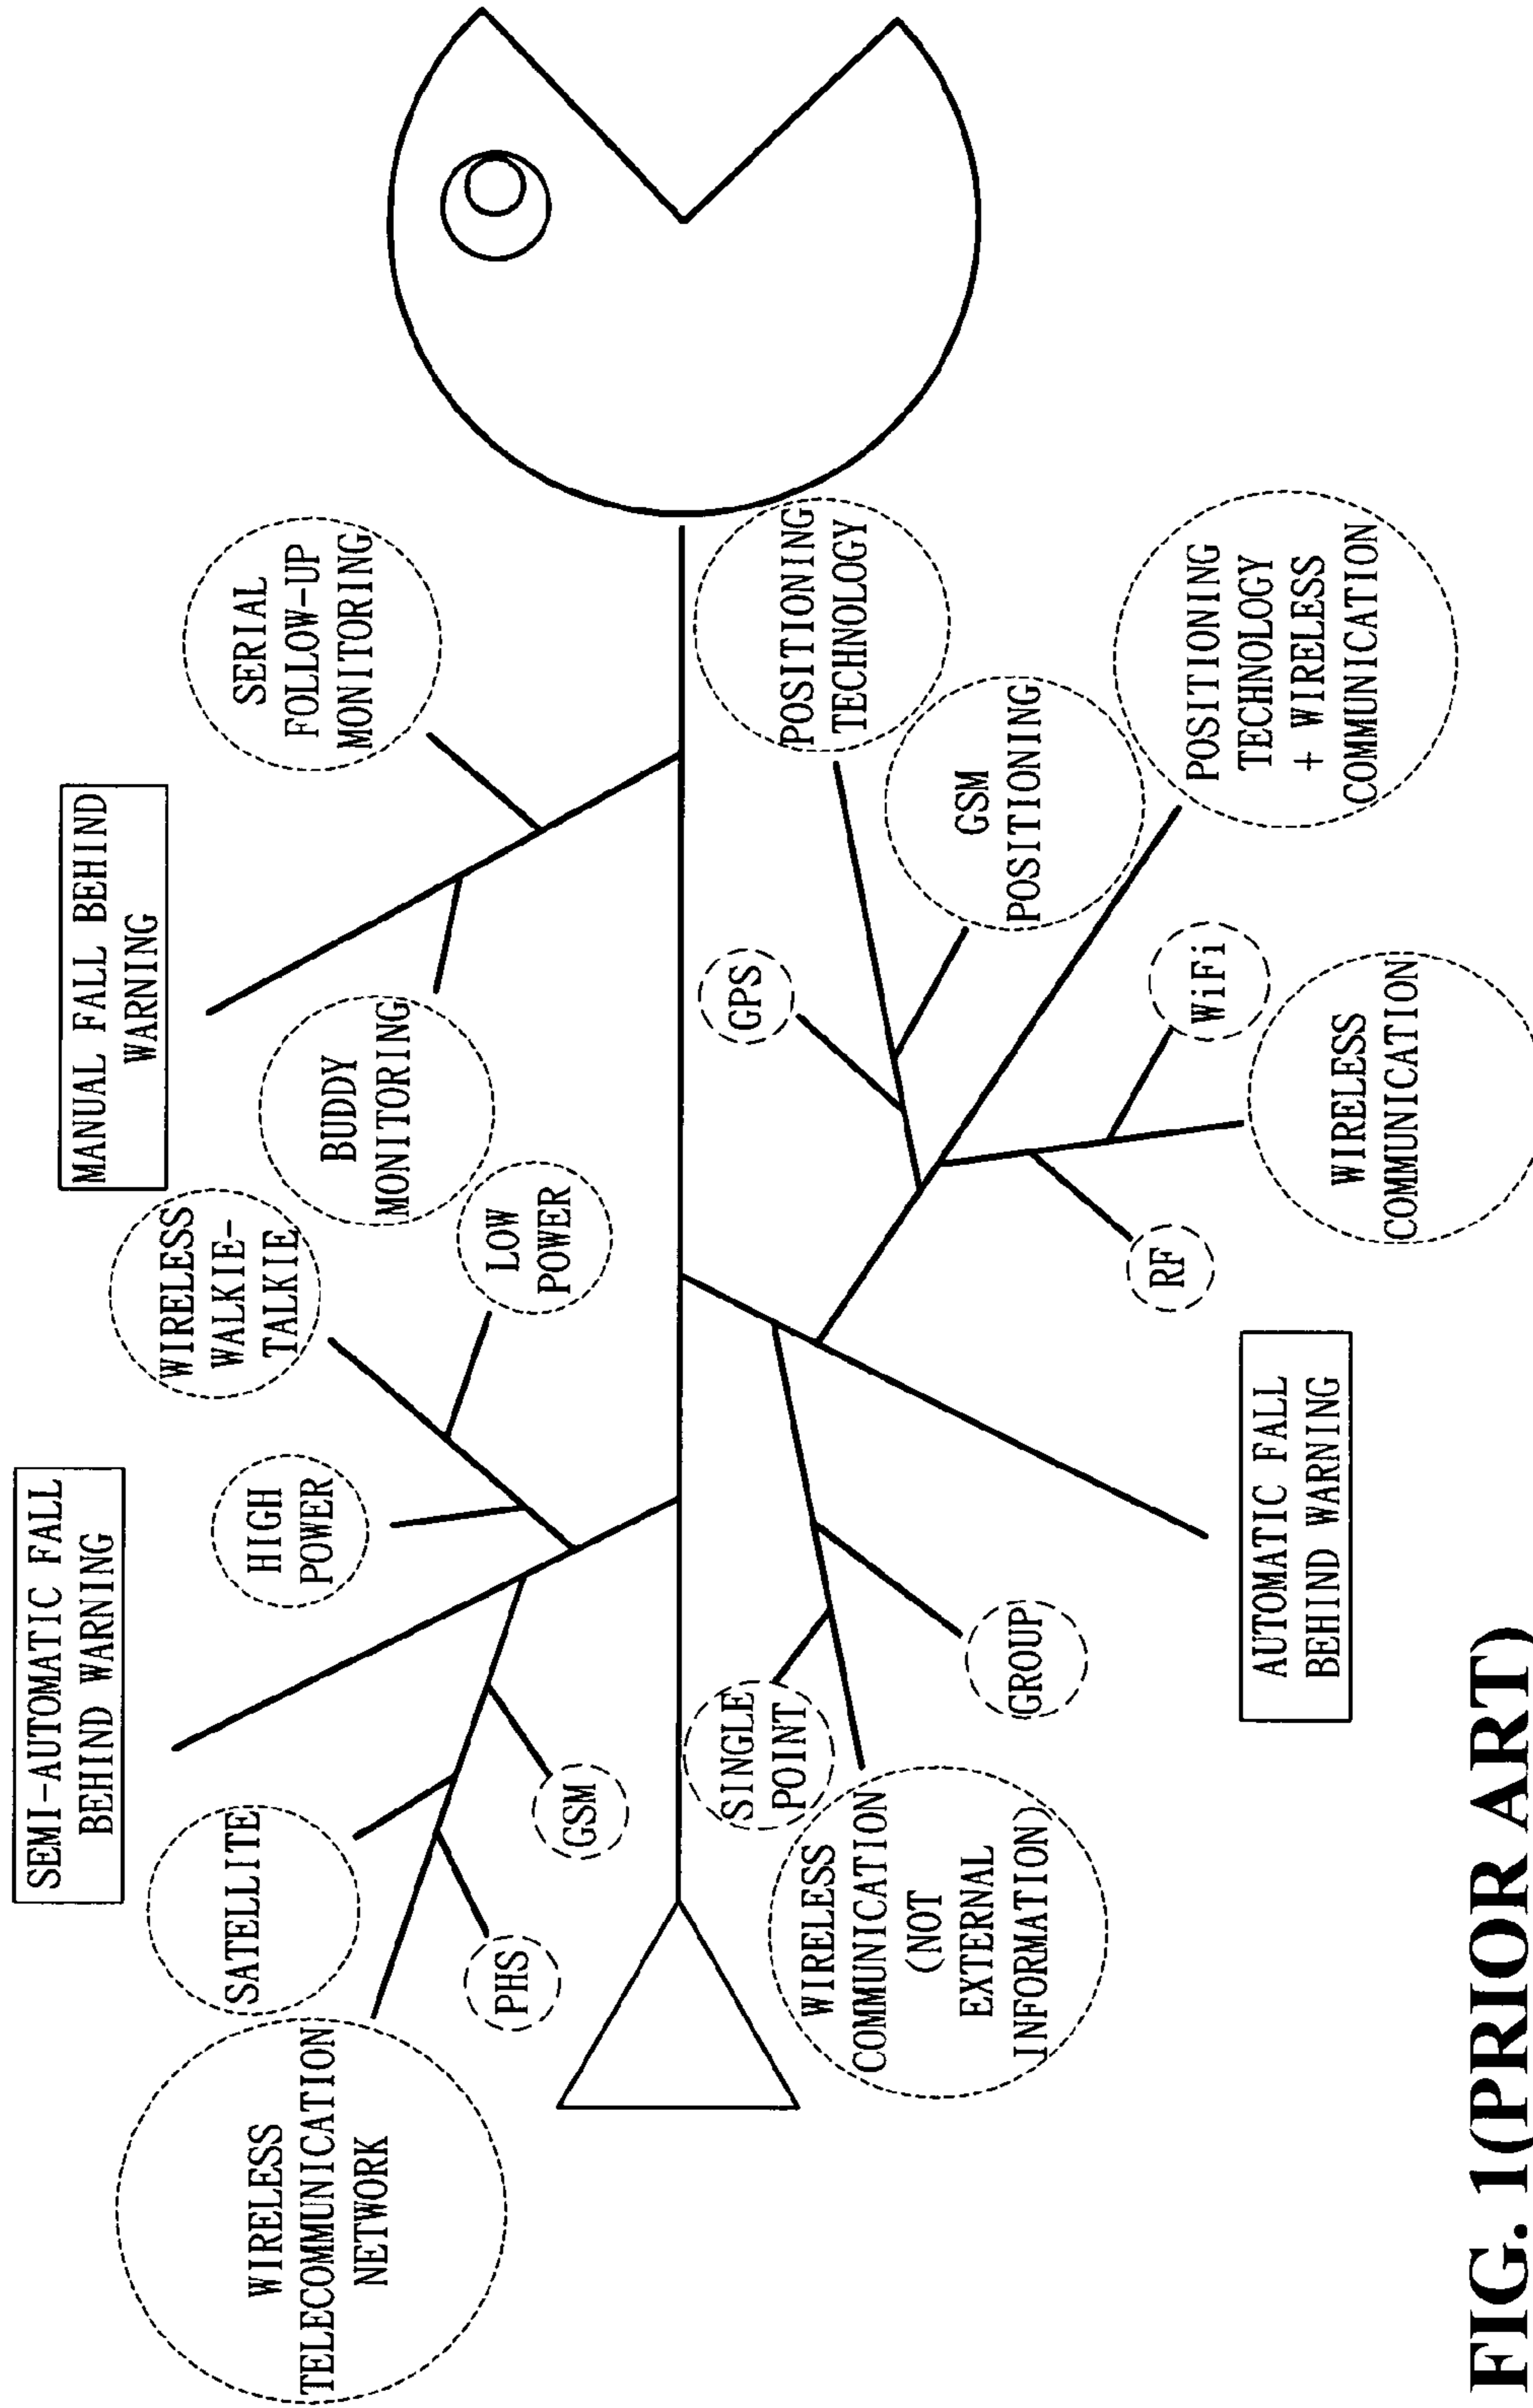 SEMI-AUTOMATIC FALL
BEHIND WARNING
MANUAL FALL BEHIND
WARNING
WIRELESS
TELECOMMUNICATION
NETWORK
SATELLITE
PHS
GSM
HIGH
POWER
WIRELESS
WALKIE-
TALKIE
LOW
POWER
BUDDY
MONITORING
SERIAL
FOLLOW-UP
MONITORING
WIRELESS
COMMUNICATION
(NOT
EXTERNAL
INFORMATION)
SINGLE
POINT
GROUP
GPS
POSITIONING
TECHNOLOGY
GSM
POSITIONING
RF
WiFi
WIRELESS
COMMUNICATION
POSITIONING
TECHNOLOGY
+ WIRELESS
COMMUNICATION
AUTOMATIC FALL
BEHIND WARNING
FIG. 1(PRIOR ART)